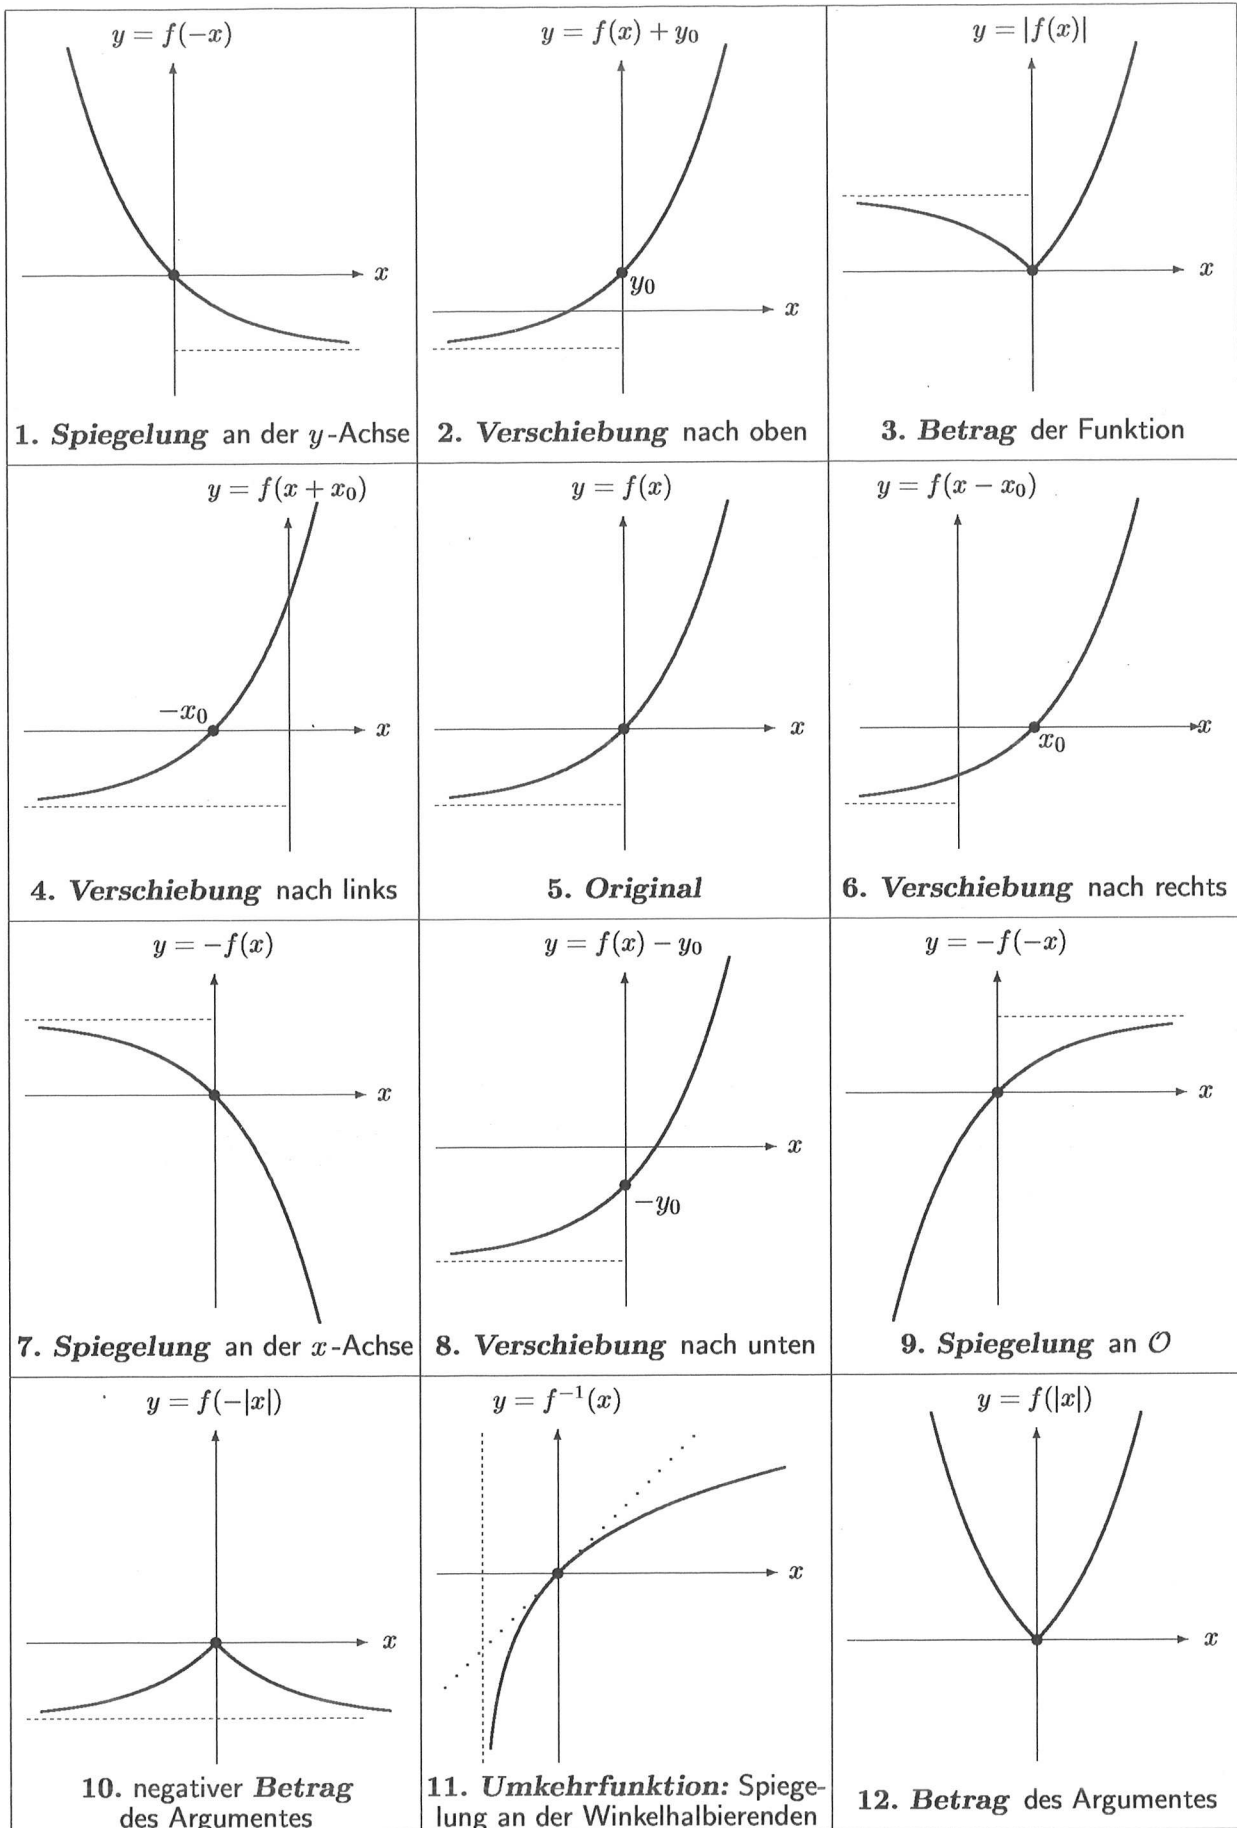 y = f(−x)
x
1. Spiegelung an der y-Achse
y = f(x) + y₀
y₀
x
2. Verschiebung nach oben
y = |f(x)|
x
3. Betrag der Funktion
y = f(x + x₀)
−x₀
x
4. Verschiebung nach links
y = f(x)
x
5. Original
y = f(x − x₀)
x
x₀
6. Verschiebung nach rechts
y = −f(x)
x
7. Spiegelung an der x-Achse
y = f(x) − y₀
x
−y₀
8. Verschiebung nach unten
y = −f(−x)
x
9. Spiegelung an 𝒪
y = f(−|x|)
x
10. negativer Betrag
des Argumentes
y = f⁻¹(x)
x
11. Umkehrfunktion: Spiege-
lung an der Winkelhalbierenden
y = f(|x|)
x
12. Betrag des Argumentes